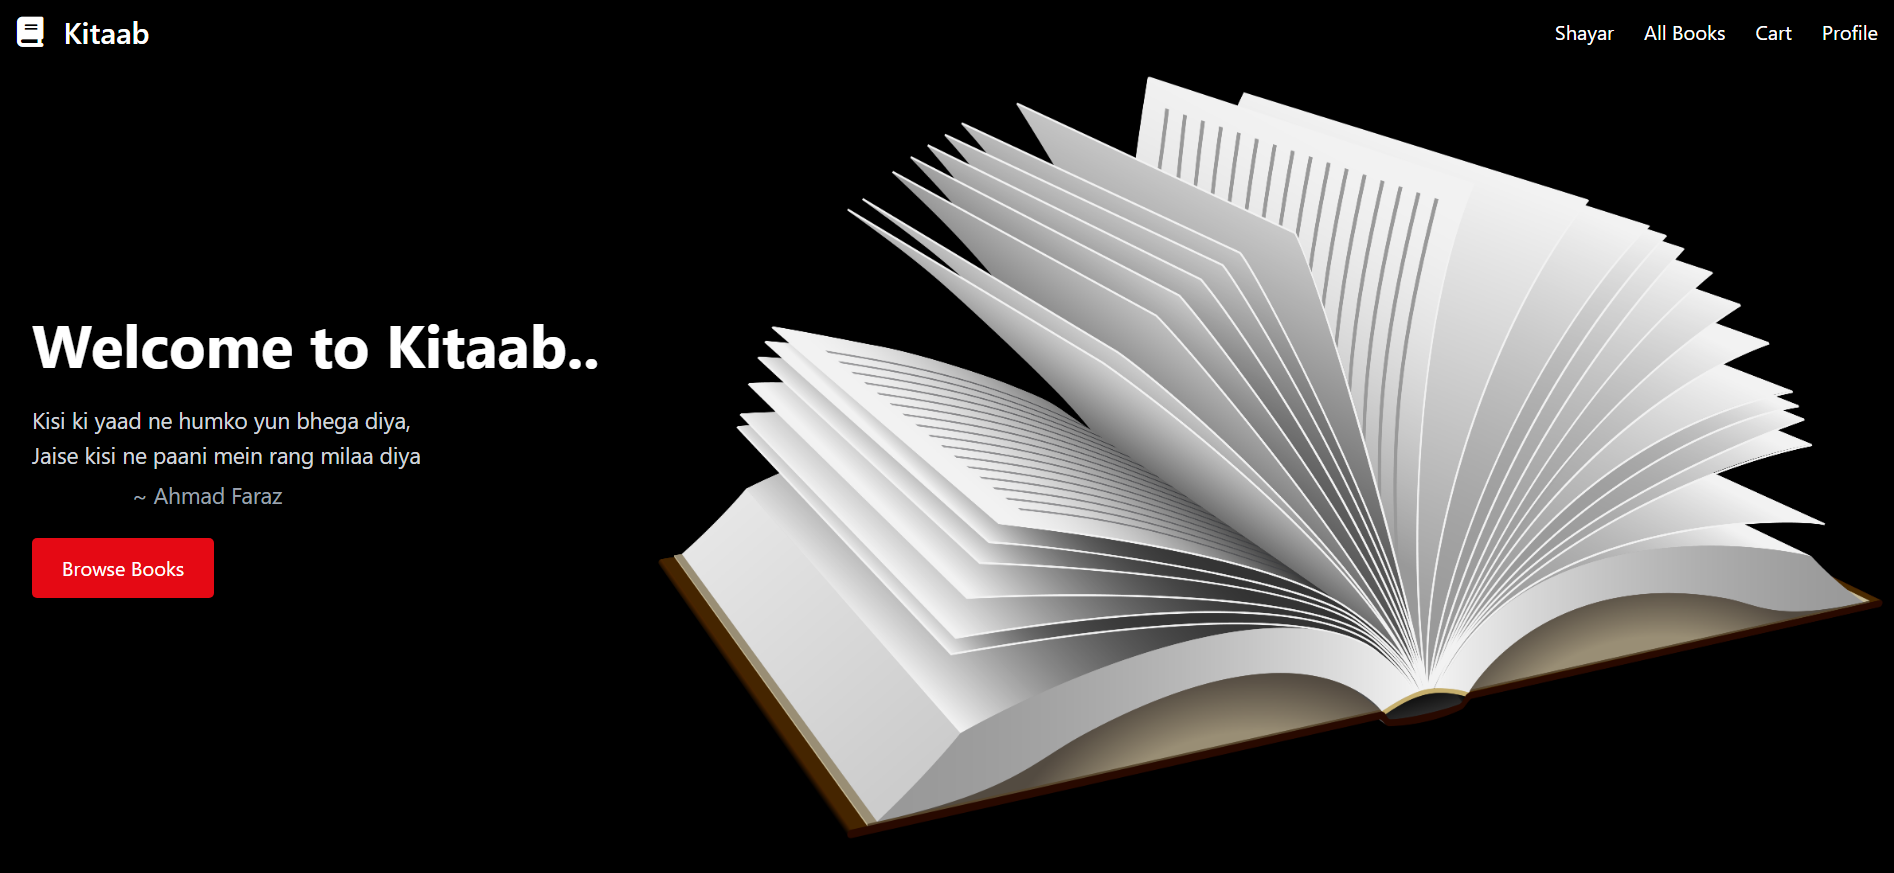 Kitaab
Shayar
All Books
Cart
Profile
Welcome to Kitaab..
Kisi ki yaad ne humko yun bhega diya,
Jaise kisi ne paani mein rang milaa diya
~ Ahmad Faraz
Browse Books